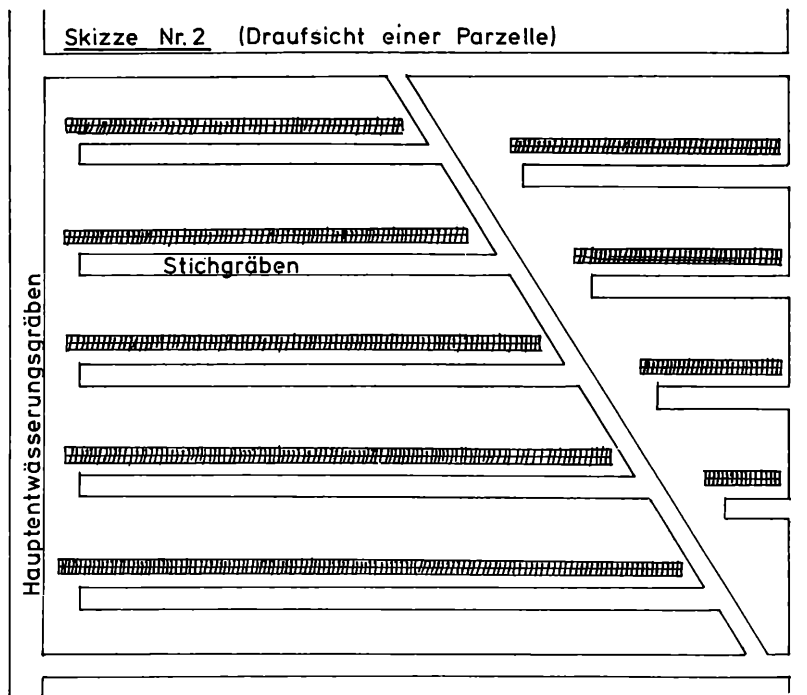 Skizze Nr. 2 (Draufsicht einer Parzelle)
Stichgräben
Hauptentwässerungsgräben